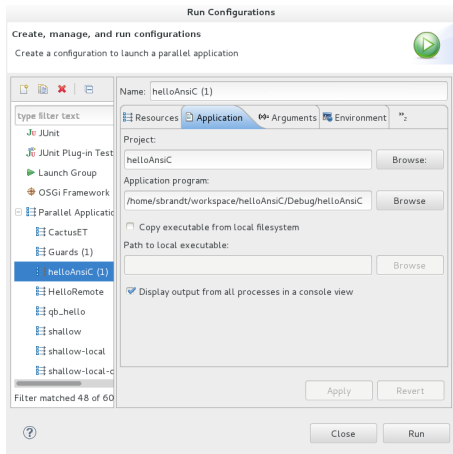 Run Configurations
Create, manage, and run configurations
Create a configuration to launch a parallel application
Name: helloAnsiC (1)
type filter text
Resources Application Arguments Environment "2
JUnit
JUnit Plug-in Test
Launch Group
OSGi Framework
Parallel Applicatio
CactusET
Guards (1)
helloAnsiC (1)
HelloRemote
qb_hello
shallow
shallow-local
shallow-local-c
Filter matched 48 of 60
Project:
helloAnsiC Browse:
Application program:
/home/sbrandt/workspace/helloAnsiC/Debug/helloAnsiC Browse
Copy executable from local filesystem
Path to local executable:
Browse
Display output from all processes in a console view
Apply Revert
? Close Run